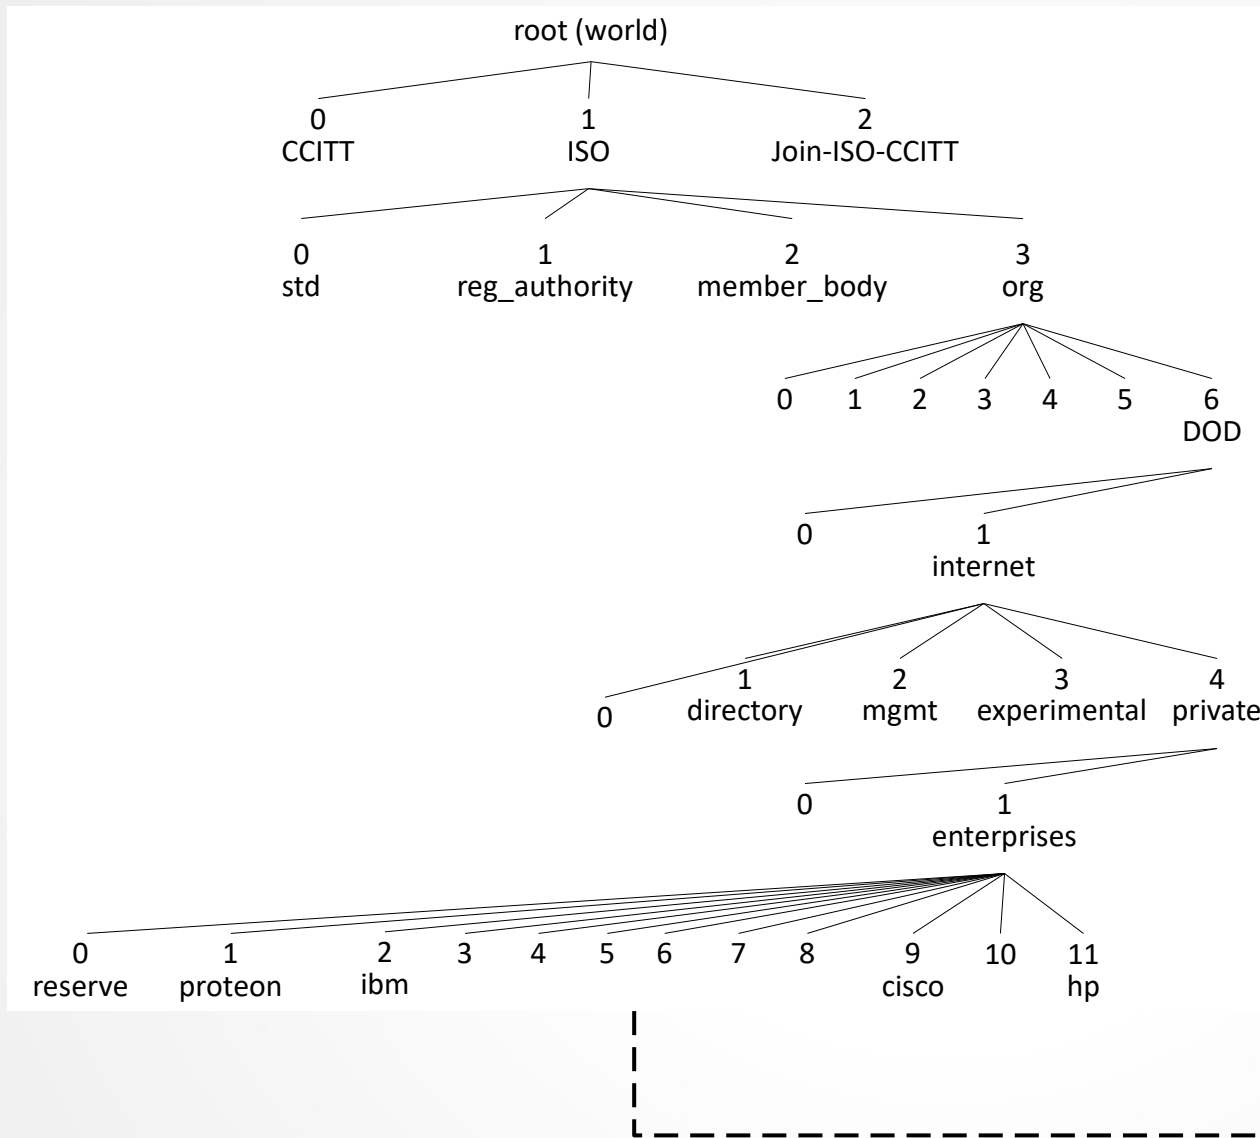 root (world)
0 1 2
CCITT ISO Join-ISO-CCITT
0 1 2 3
std reg_authority member_body org
0 1 2 3 4 5 6
DOD
0 1
internet
1 2 3 4
directory mgmt experimental private
0
0 1
enterprises
0 1 2 3 4 5 6 7 8 9 10 11
reserve proteon ibm cisco hp